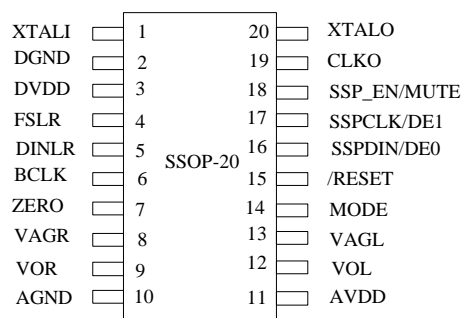 XTALI 1 20 XTALO
DGND 2 19 CLKO
DVDD 3 18 SSP_EN/MUTE
FSLR 4 17 SSPCLK/DE1
DINLR 5 16 SSPDIN/DE0
SSOP-20
BCLK 6 15 /RESET
ZERO 7 14 MODE
VAGR 8 13 VAGL
VOR 9 12 VOL
AGND 10 11 AVDD